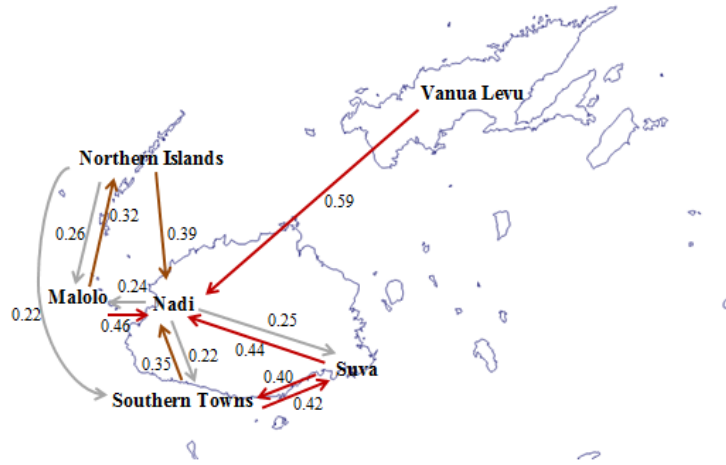 Vanua Levu
Northern Islands
0.59
0.32
0.26
0.39
0.24
Malolo
Nadi
0.22
0.46
0.25
0.44
0.22
0.35
Suva
0.40
Southern Towns
0.42